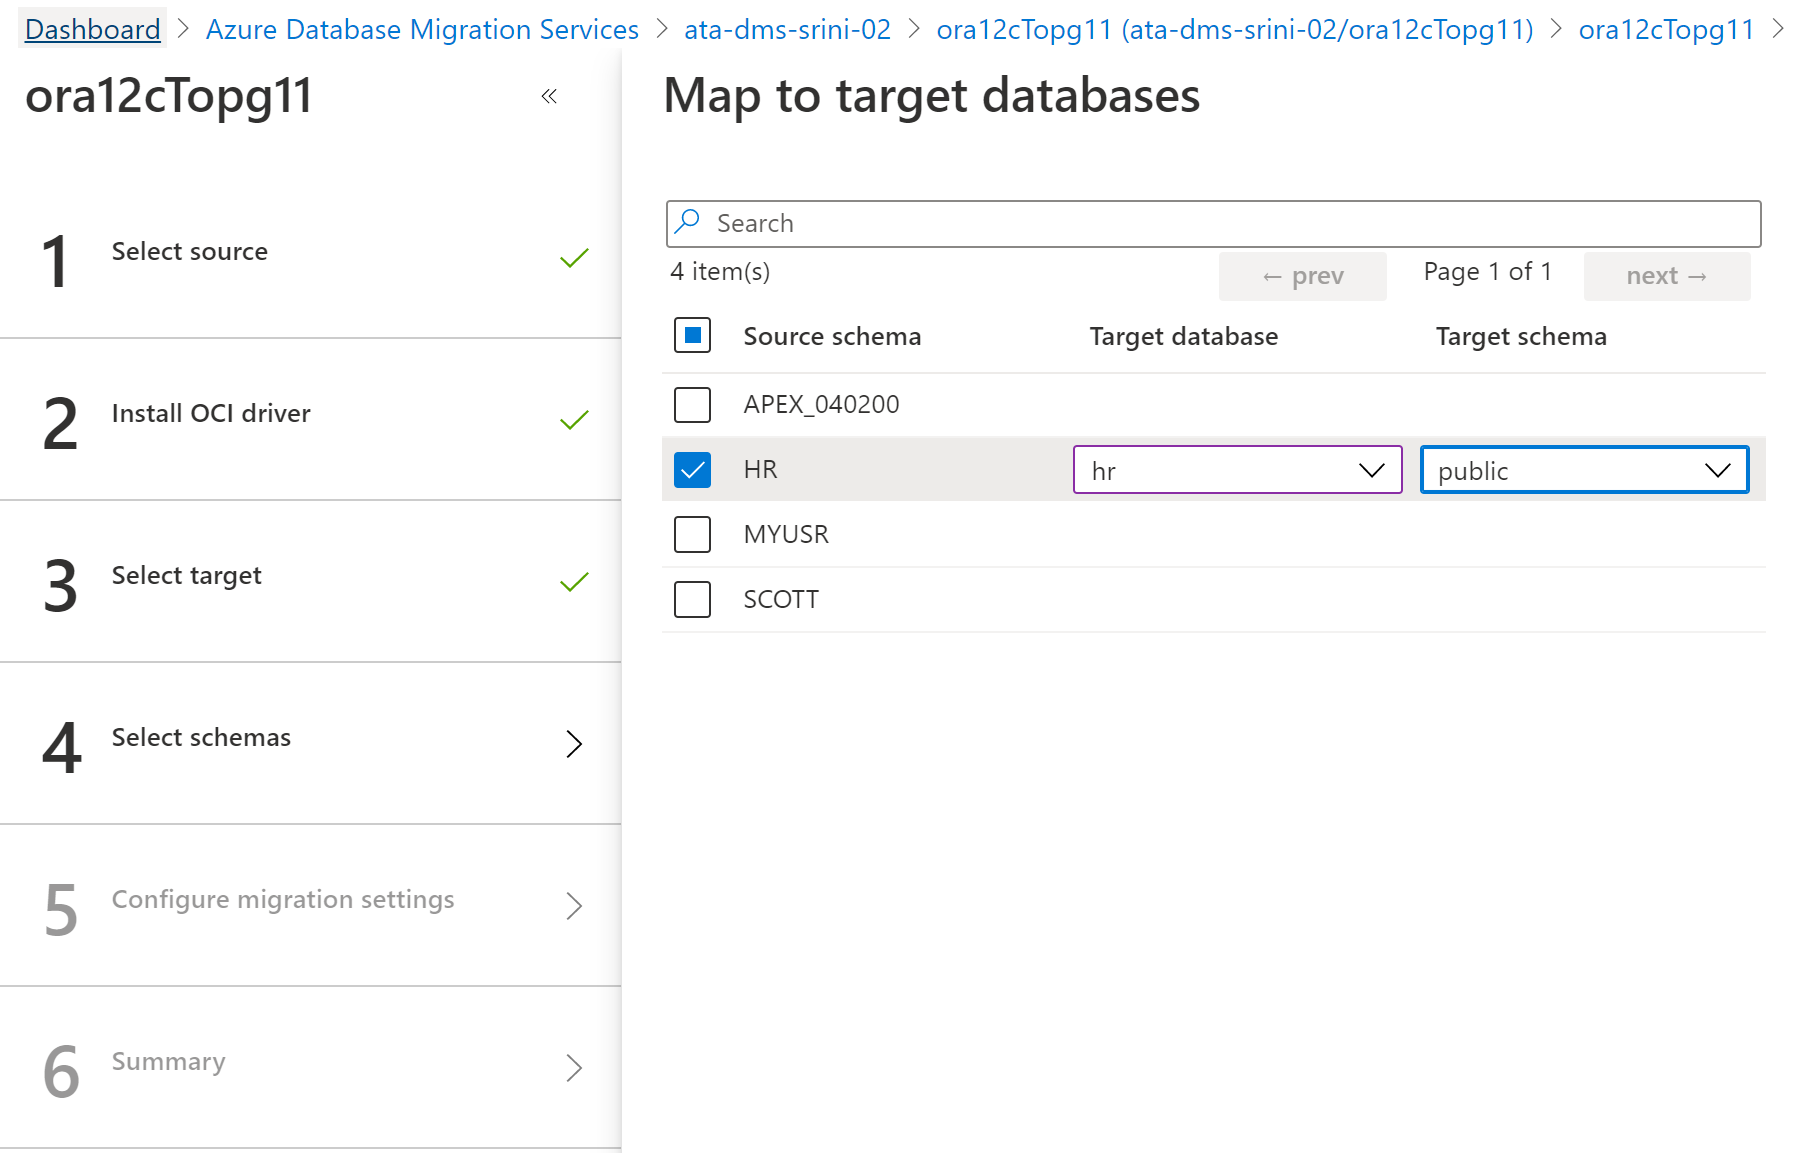 Dashboard > Azure Database Migration Services > ata-dms-srini-02 > ora12cTopg11 (ata-dms-srini-02/ora12cTopg11) > ora12cTopg11 >
ora12cTopg11 «
1 Select source
2 Install OCI driver
3 Select target
4 Select schemas
5 Configure migration settings
6 Summary
Map to target databases
Search
4 item(s) ← prev Page 1 of 1 next →
Source schema Target database Target schema
APEX_040200
HR hr public
MYUSR
SCOTT